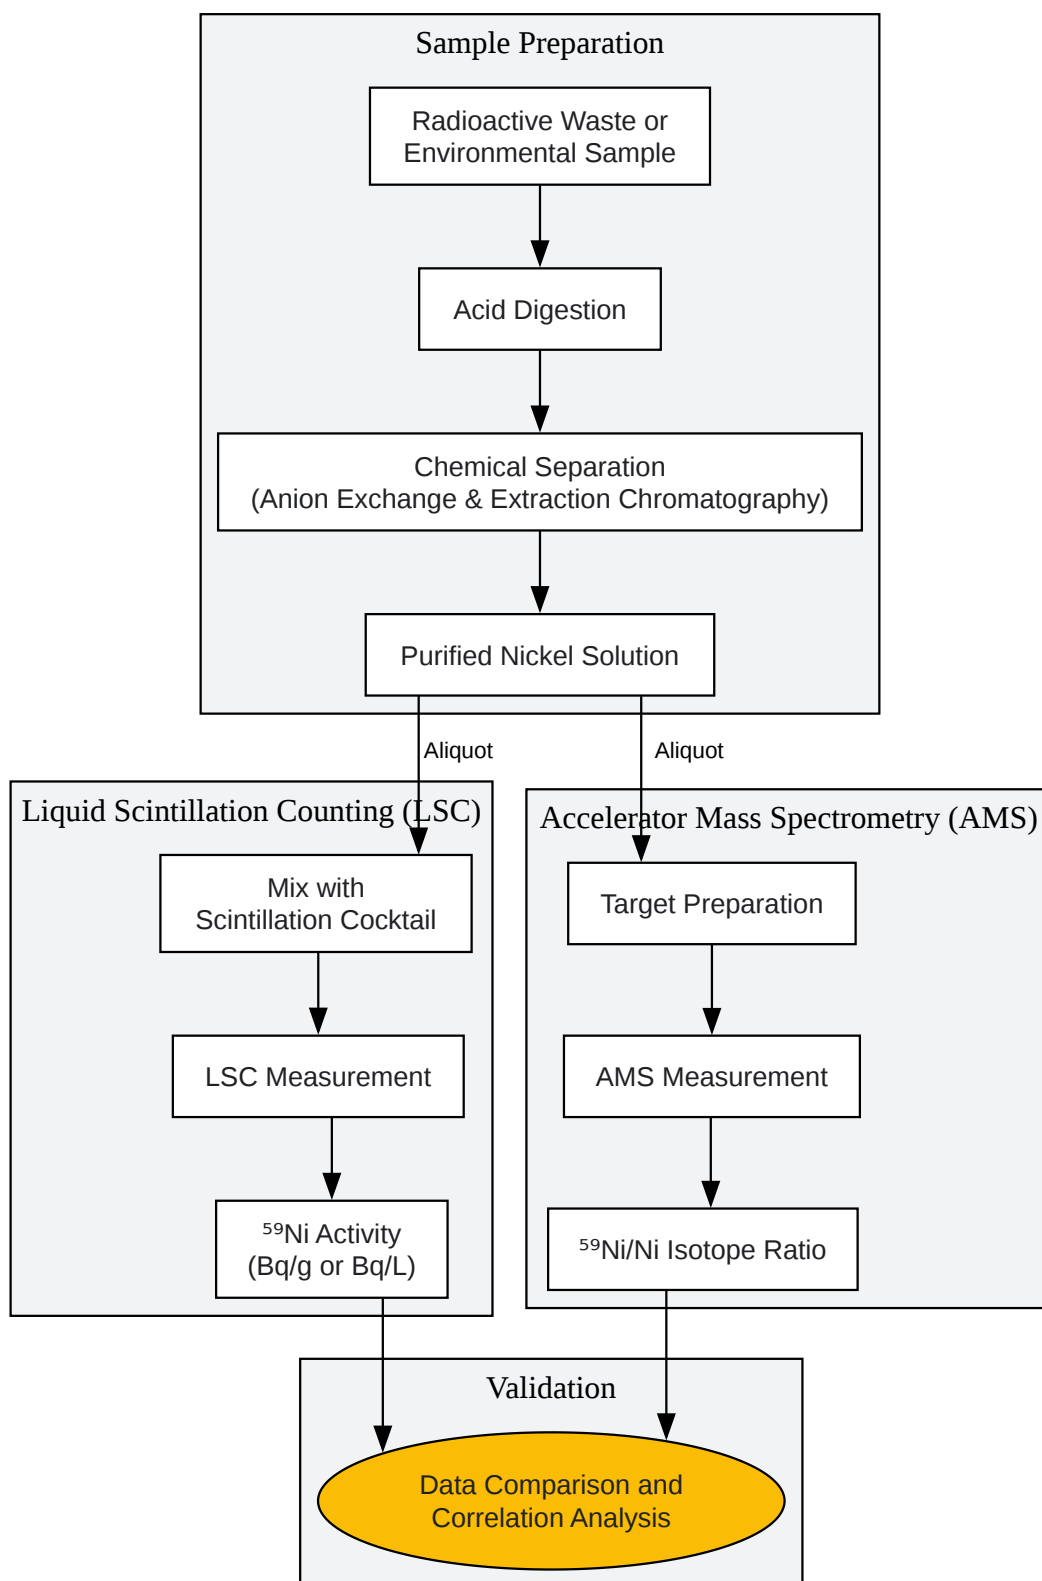 Sample Preparation
Radioactive Waste or
Environmental Sample
Acid Digestion
Chemical Separation
(Anion Exchange & Extraction Chromatography)
Purified Nickel Solution
Aliquot
Aliquot
Liquid Scintillation Counting (LSC)
Mix with
Scintillation Cocktail
LSC Measurement
⁵⁹Ni Activity
(Bq/g or Bq/L)
Accelerator Mass Spectrometry (AMS)
Target Preparation
AMS Measurement
⁵⁹Ni/Ni Isotope Ratio
Validation
Data Comparison and
Correlation Analysis